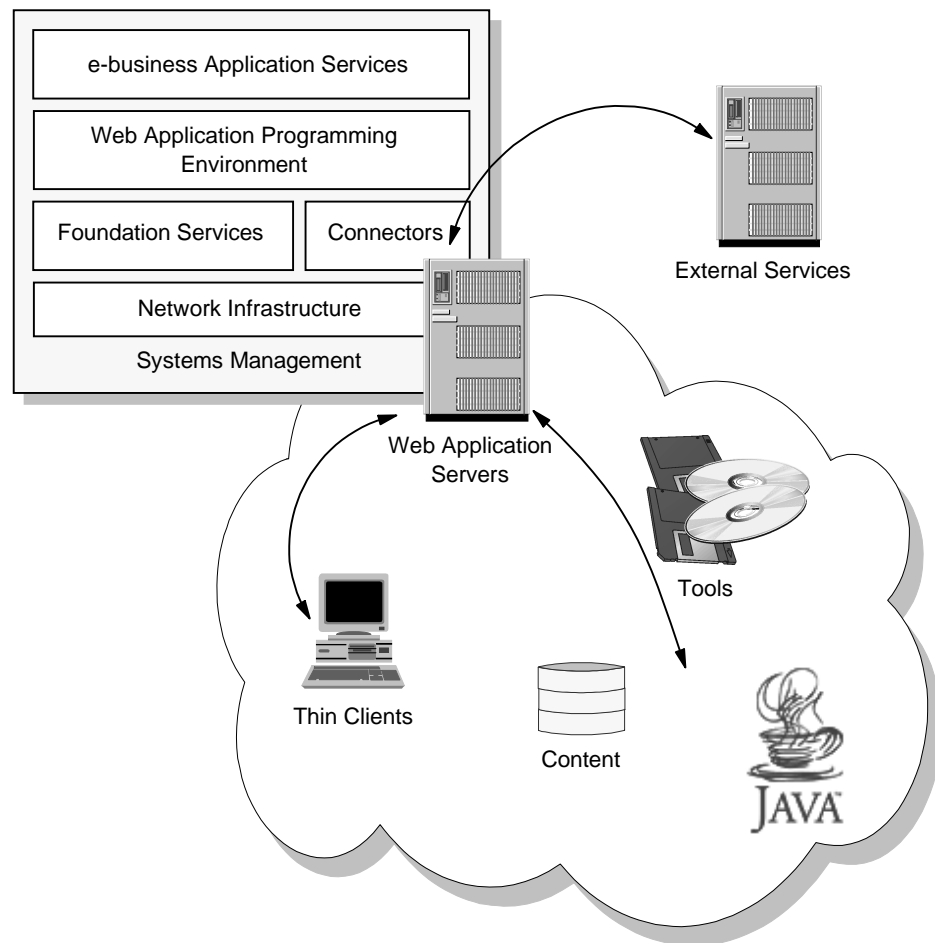 e-business Application Services
Web Application Programming
Environment
Foundation Services
Connectors
Network Infrastructure
Systems Management
External Services
Web Application
Servers
Tools
Thin Clients
Content
JAVA™